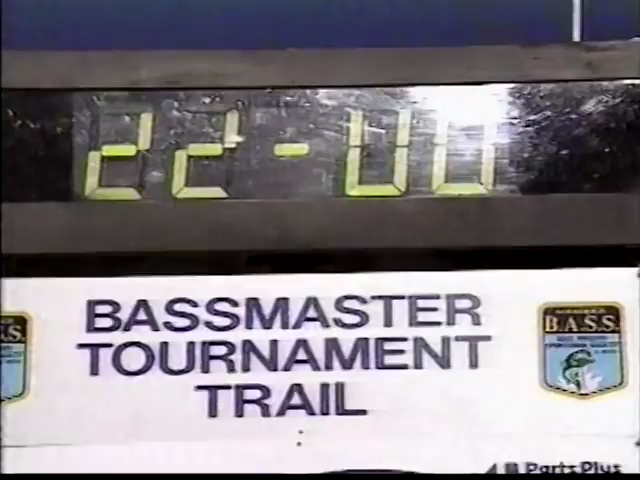 22-00
BASSMASTER
TOURNAMENT
TRAIL
B.A.S.S.
Parts Plus